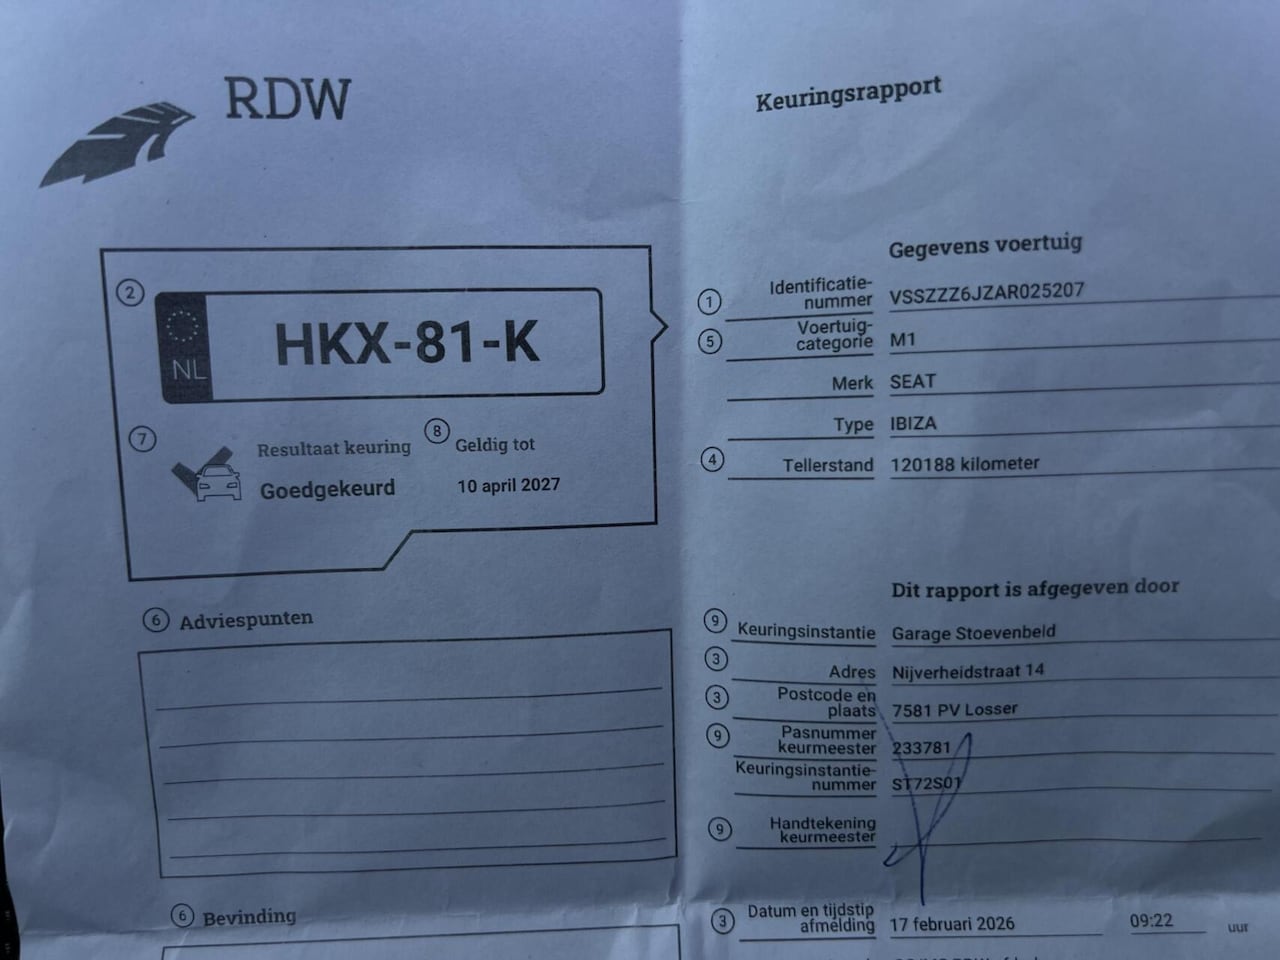 RDW
Keuringsrapport
2
NL
HKX-81-K
7
Resultaat keuring
Goedgekeurd
8
Geldig tot
10 april 2027
6 Adviespunten
6 Bevinding
Gegevens voertuig
1 Identificatie-
nummer VSSZZZ6JZAR025207
5 Voertuig-
categorie M1
Merk SEAT
Type IBIZA
4 Tellerstand 120188 kilometer
Dit rapport is afgegeven door
9 Keuringsinstantie Garage Stoevenbeld
3 Adres Nijverheidstraat 14
3 Postcode en
plaats 7581 PV Losser
9 Pasnummer
keurmeester 233781
Keuringsinstantie-
nummer ST72S01
9 Handtekening
keurmeester
3 Datum en tijdstip
afmelding 17 februari 2026 09:22 uur